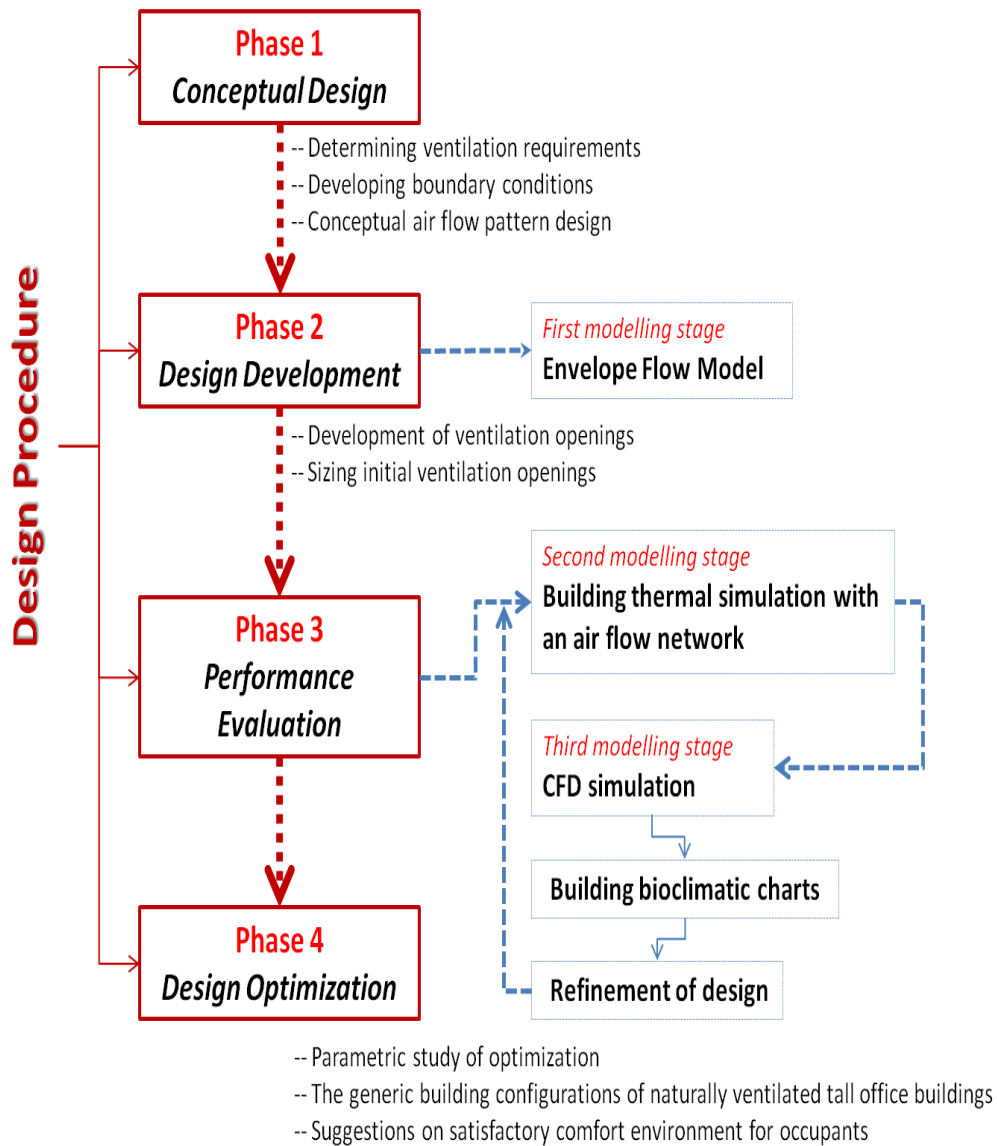 Design Procedure
Phase 1
Conceptual Design
-- Determining ventilation requirements
-- Developing boundary conditions
-- Conceptual air flow pattern design
Phase 2
Design Development
First modelling stage
Envelope Flow Model
-- Development of ventilation openings
-- Sizing initial ventilation openings
Phase 3
Performance
Evaluation
Second modelling stage
Building thermal simulation with
an air flow network
Third modelling stage
CFD simulation
Building bioclimatic charts
Refinement of design
Phase 4
Design Optimization
-- Parametric study of optimization
-- The generic building configurations of naturally ventilated tall office buildings
-- Suggestions on satisfactory comfort environment for occupants